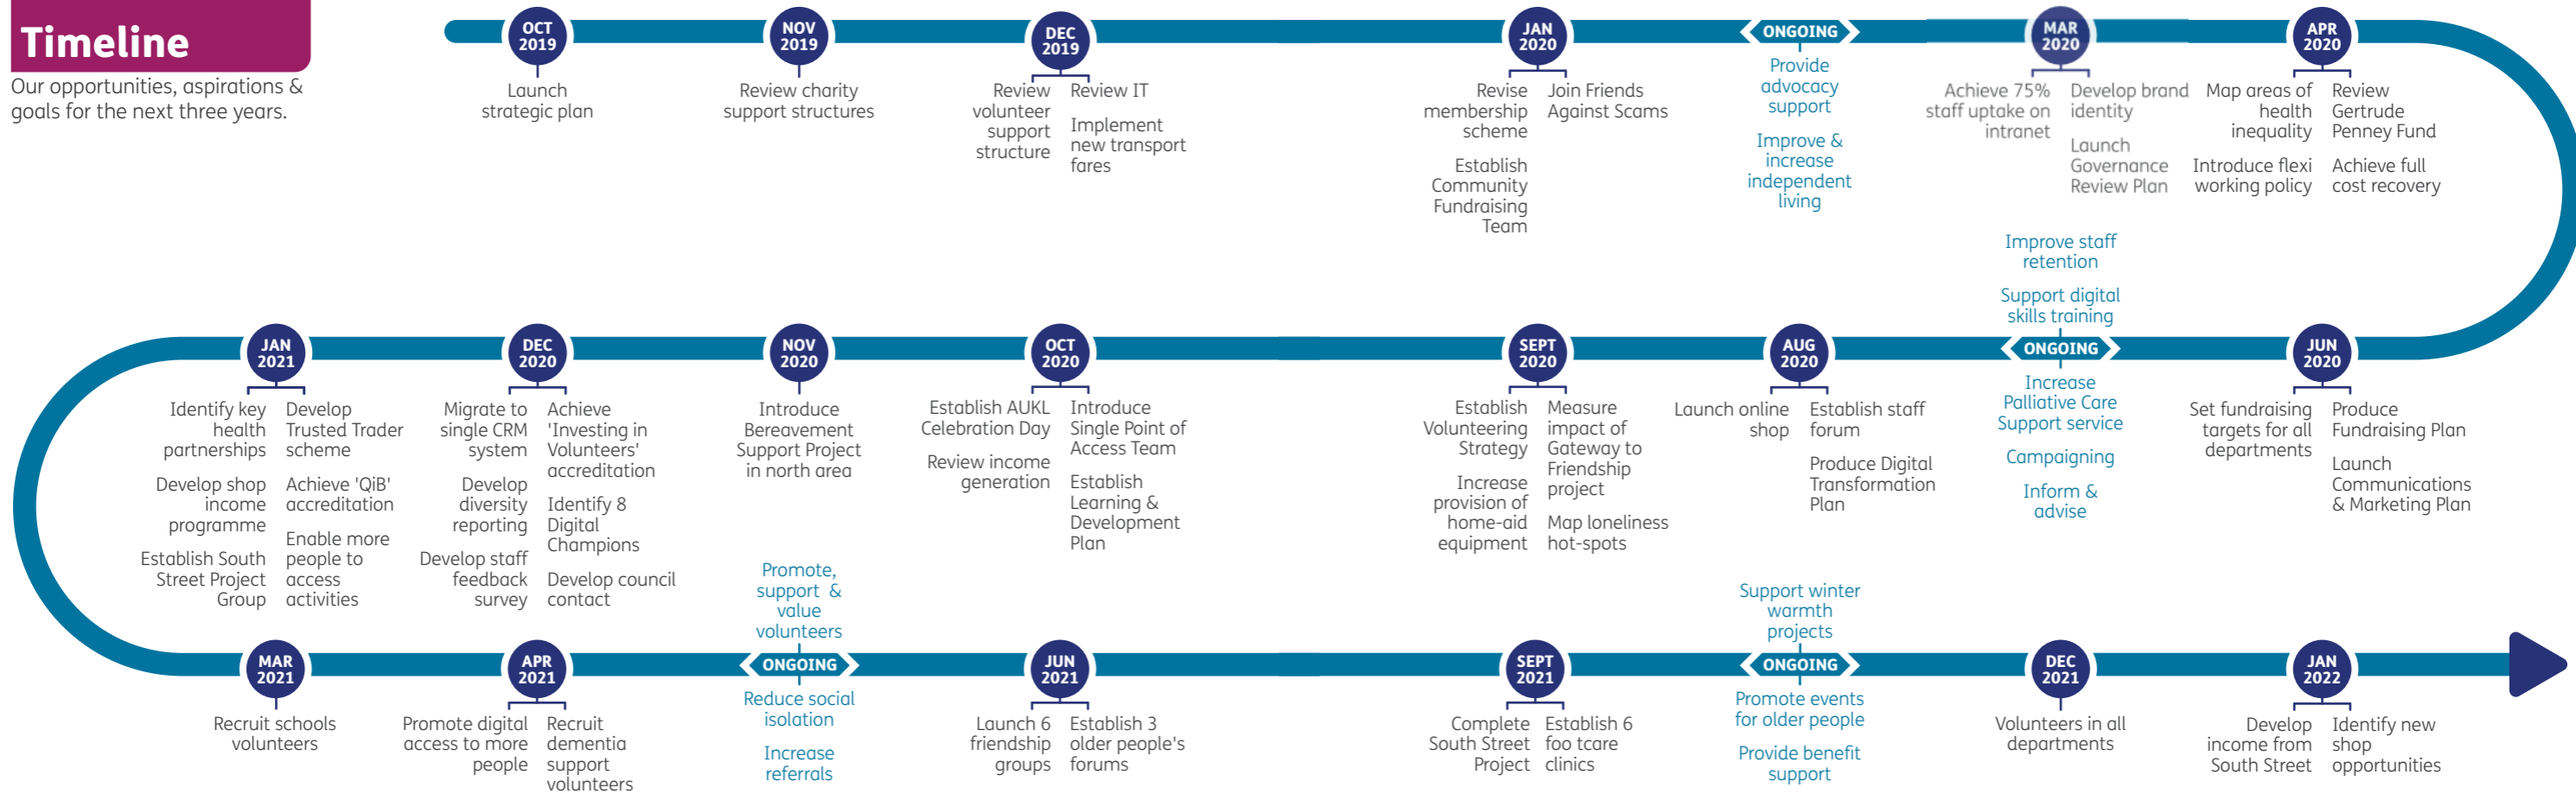 Timeline
Our opportunities, aspirations &
goals for the next three years.
OCT
2019
Launch
strategic plan
NOV
2019
Review charity
support structures
DEC
2019
Review
volunteer
support
structure
Review IT
Implement
new transport
fares
JAN
2020
Revise
membership
scheme
Establish
Community
Fundraising
Team
Join Friends
Against Scams
ONGOING
Provide
advocacy
support
Improve &
increase
independent
living
MAR
2020
Achieve 75%
staff uptake on
intranet
Develop brand
identity
Launch
Governance
Review Plan
APR
2020
Map areas of
health
inequality
Introduce flexi
working policy
Review
Gertrude
Penney Fund
Achieve full
cost recovery
JUN
2020
Set fundraising
targets for all
departments
Produce
Fundraising Plan
Launch
Communications
& Marketing Plan
Improve staff
retention
Support digital
skills training
ONGOING
Increase
Palliative Care
Support service
Campaigning
Inform &
advise
AUG
2020
Launch online
shop
Establish staff
forum
Produce Digital
Transformation
Plan
SEPT
2020
Establish
Volunteering
Strategy
Increase
provision of
home-aid
equipment
Measure
impact of
Gateway to
Friendship
project
Map loneliness
hot-spots
OCT
2020
Establish AUKL
Celebration Day
Review income
generation
Introduce
Single Point of
Access Team
Establish
Learning &
Development
Plan
NOV
2020
Introduce
Bereavement
Support Project
in north area
DEC
2020
Migrate to
single CRM
system
Develop
diversity
reporting
Develop staff
feedback
survey
Achieve
'Investing in
Volunteers'
accreditation
Identify 8
Digital
Champions
Develop council
contact
JAN
2021
Identify key
health
partnerships
Develop shop
income
programme
Establish South
Street Project
Group
Develop
Trusted Trader
scheme
Achieve 'QiB'
accreditation
Enable more
people to
access
activities
MAR
2021
Recruit schools
volunteers
APR
2021
Promote digital
access to more
people
Recruit
dementia
support
volunteers
Promote,
support &
value
volunteers
ONGOING
Reduce social
isolation
Increase
referrals
JUN
2021
Launch 6
friendship
groups
Establish 3
older people's
forums
SEPT
2021
Complete
South Street
Project
Establish 6
foo tcare
clinics
Support winter
warmth
projects
ONGOING
Promote events
for older people
Provide benefit
support
DEC
2021
Volunteers in all
departments
JAN
2022
Develop
income from
South Street
Identify new
shop
opportunities